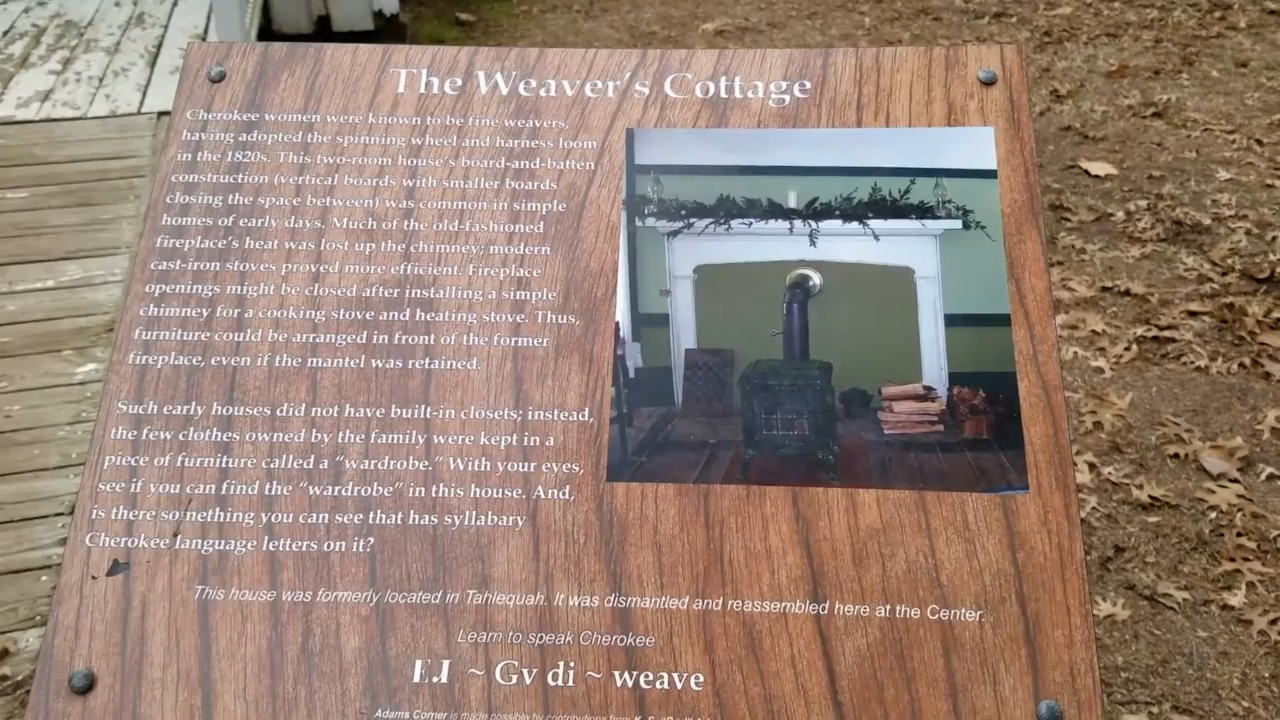 The Weaver's Cottage
Cherokee women were known to be fine weavers,
having adopted the spinning wheel and harness loom
in the 1820s. This two-room house's board-and-batten
construction (vertical boards with smaller boards
closing the space between) was common in simple
homes of early days. Much of the old-fashioned
fireplace's heat was lost up the chimney; modern
cast-iron stoves proved more efficient. Fireplace
openings might be closed after installing a simple
chimney for a cooking stove and heating stove. Thus,
furniture could be arranged in front of the former
fireplace, even if the mantel was retained.
Such early houses did not have built-in closets; instead,
the few clothes owned by the family were kept in a
piece of furniture called a "wardrobe." With your eyes,
see if you can find the "wardrobe" in this house. And,
is there something you can see that has syllabary
Cherokee language letters on it?
This house was formerly located in Tahlequah. It was dismantled and reassembled here at the Center.
Learn to speak Cherokee
~ Gv di ~ weave
Adams Corner is made possible by contributions from